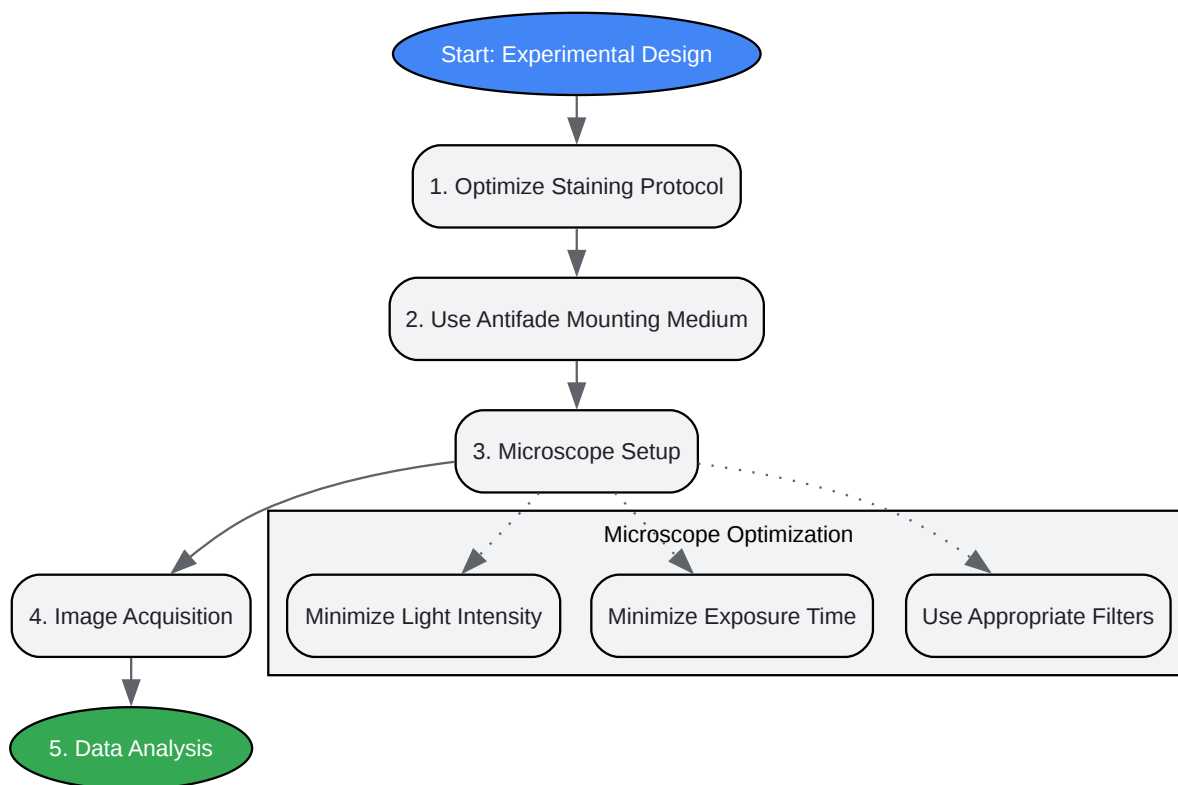 Start: Experimental Design
1. Optimize Staining Protocol
2. Use Antifade Mounting Medium
3. Microscope Setup
Microscope Optimization
4. Image Acquisition
Minimize Light Intensity
Minimize Exposure Time
Use Appropriate Filters
5. Data Analysis